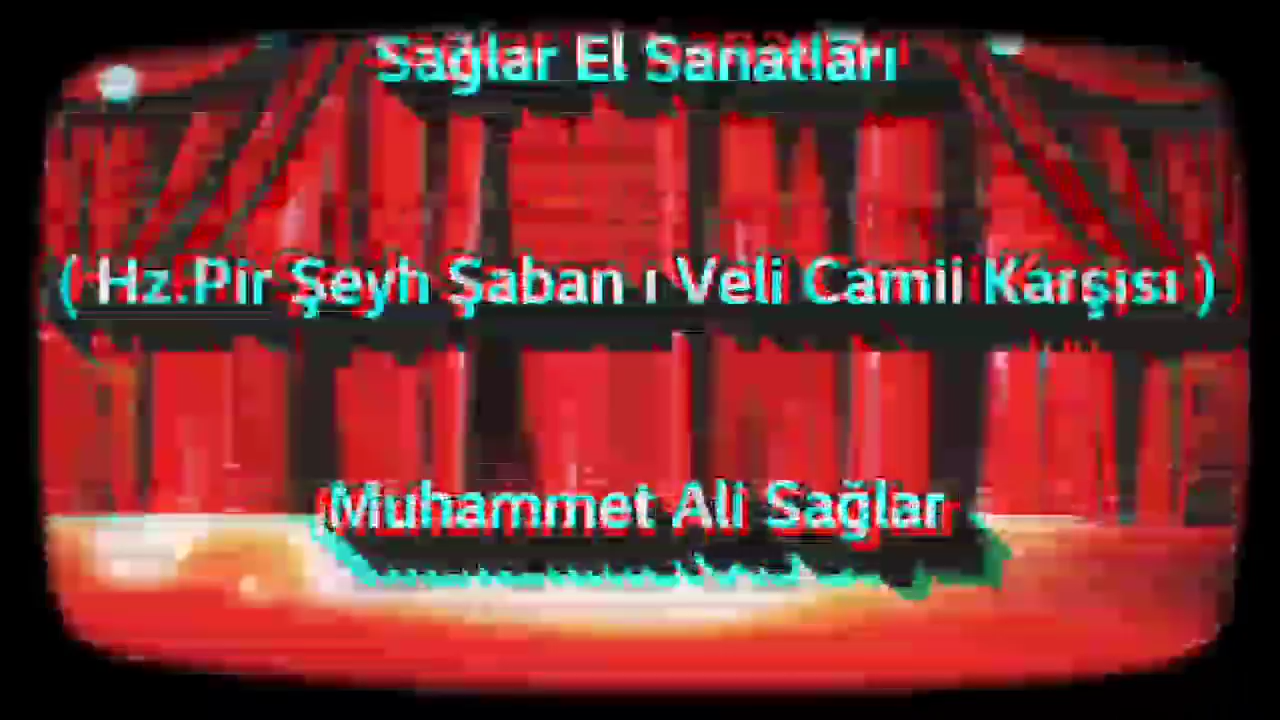 Sağlar El Sanatları
( Hz.Pir Şeyh Şaban ı Veli Camii Karşısı )
Muhammet Ali Sağlar